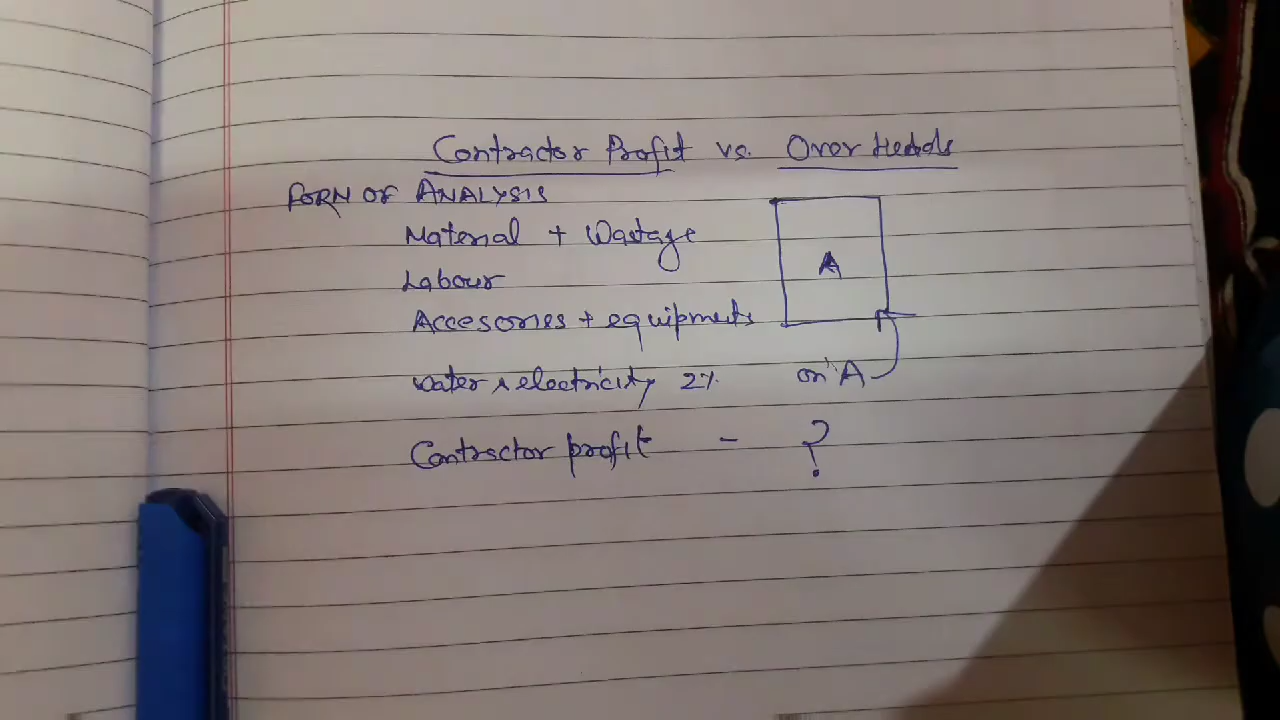 Contractor Profit vs. Over Heads
FORM OF ANALYSIS
Material + Wastage
Labour
A
Accesories + equipments
water & electricity 2% on A
Contractor profit - ?